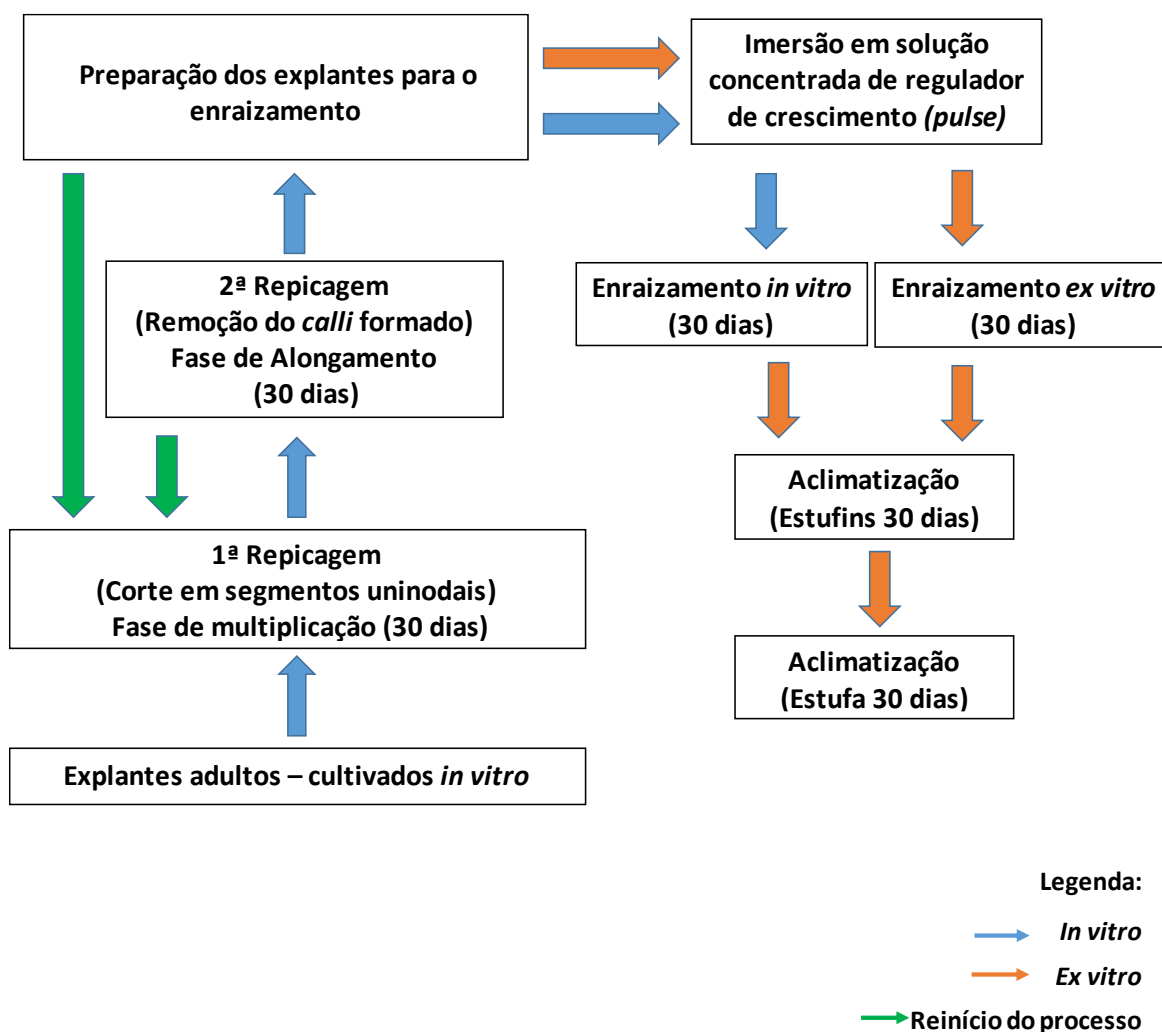 Preparação dos explantes para o
enraizamento
Imersão em solução
concentrada de regulador
de crescimento (pulse)
2ª Repicagem
(Remoção do calli formado)
Fase de Alongamento
(30 dias)
Enraizamento in vitro
(30 dias)
Enraizamento ex vitro
(30 dias)
1ª Repicagem
(Corte em segmentos uninodais)
Fase de multiplicação (30 dias)
Aclimatização
(Estufins 30 dias)
Aclimatização
(Estufa 30 dias)
Explantes adultos – cultivados in vitro
Legenda:
In vitro
Ex vitro
Reinício do processo